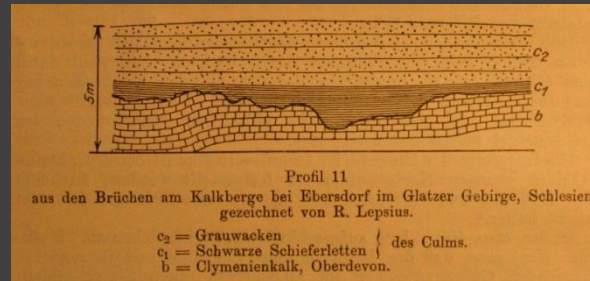 5m
c2
c1
b
Profil 11
aus den Brüchen am Kalkberge bei Ebersdorf im Glatzer Gebirge, Schlesien
gezeichnet von R. Lepsius.
c2 = Grauwacken
c1 = Schwarze Schieferletten } des Culms.
b = Clymenienkalk, Oberdevon.